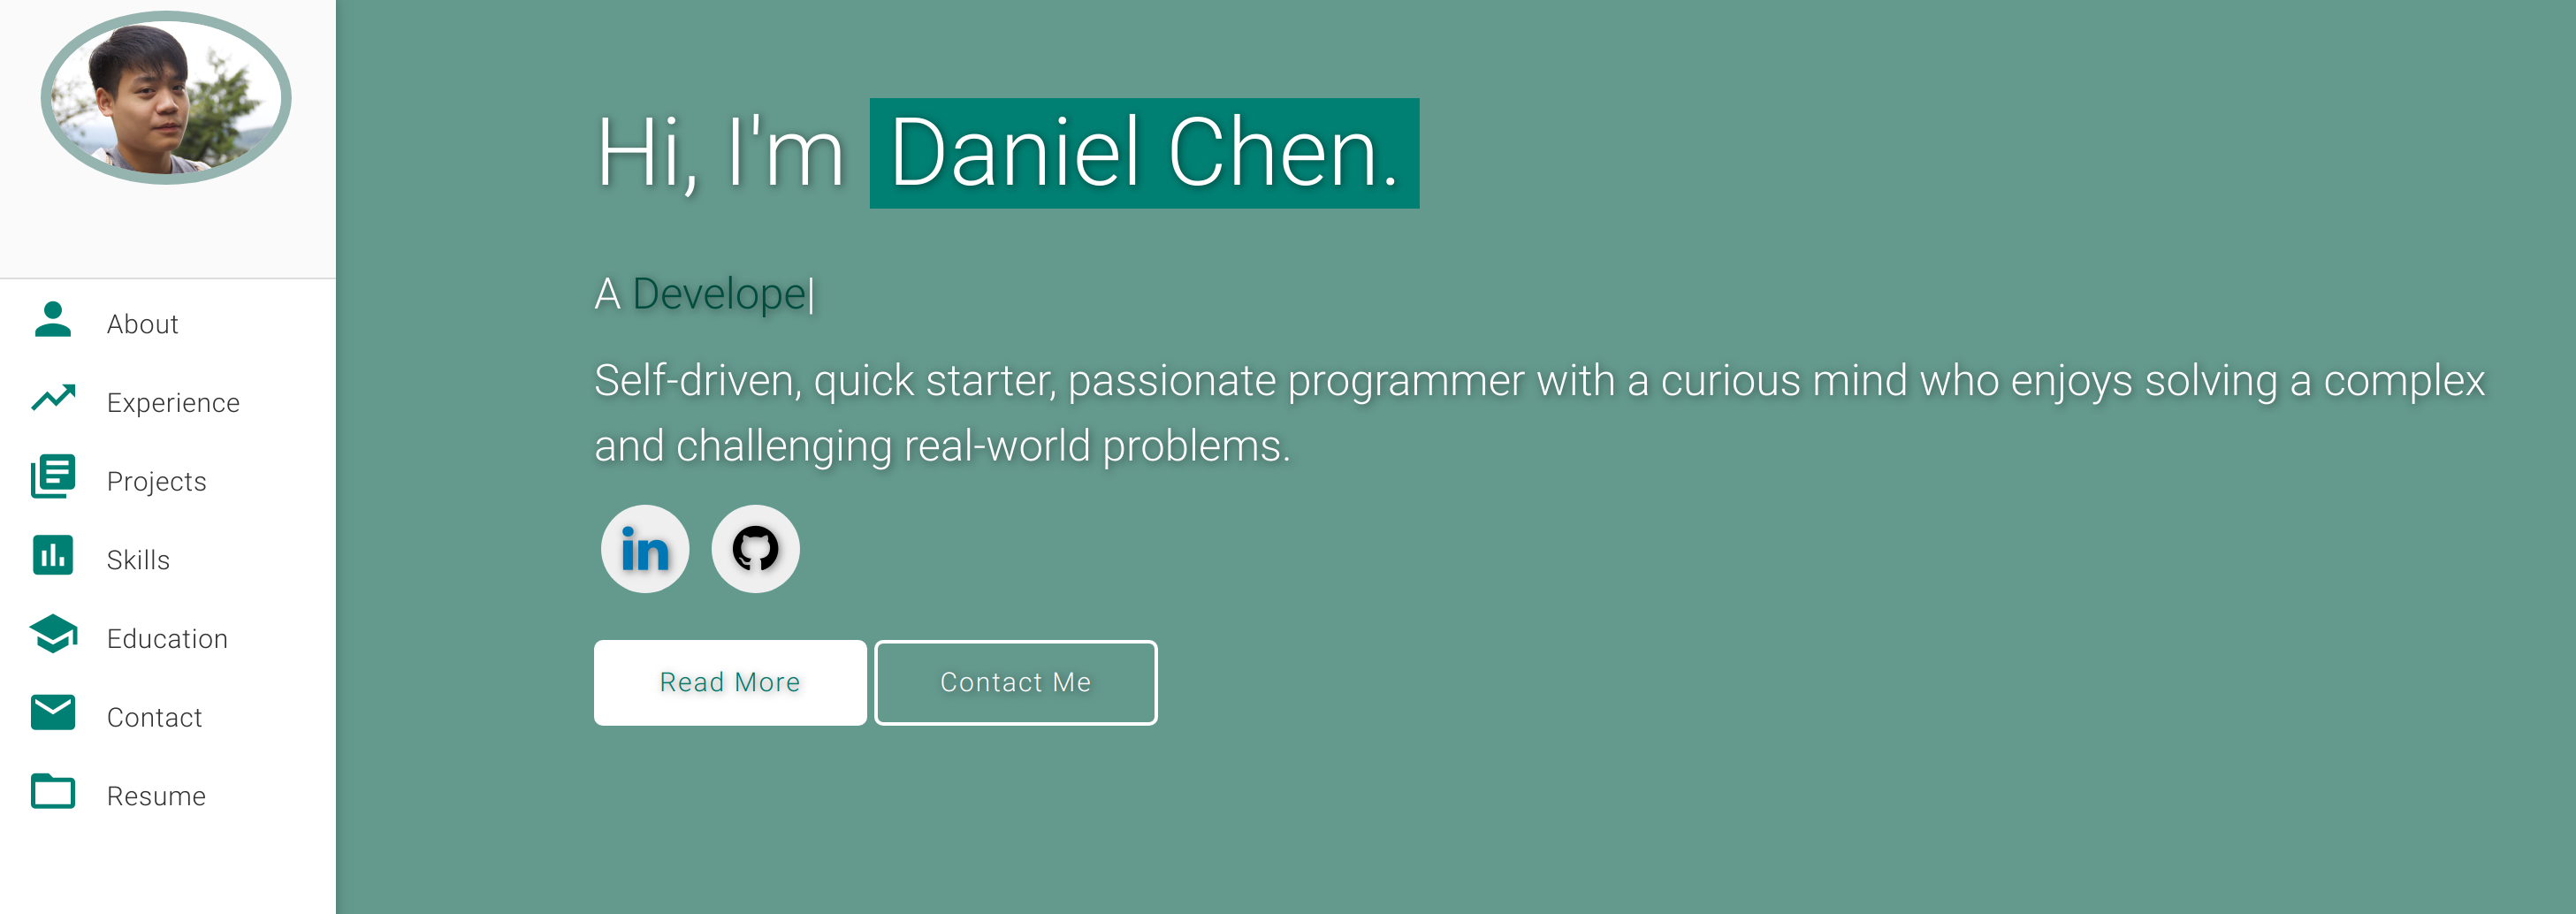 About
Experience
Projects
Skills
Education
Contact
Resume
Hi, I'm Daniel Chen.
A Develope|
Self-driven, quick starter, passionate programmer with a curious mind who enjoys solving a complex
and challenging real-world problems.
in
Read More
Contact Me